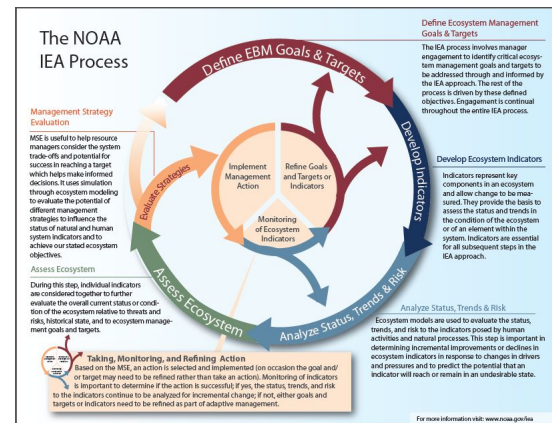 The NOAA
IEA Process
Define EBM Goals & Targets
Develop Indicators
Analyze Status, Trends & Risk
Assess Ecosystem
Evaluate Strategies
Implement
Management
Action
Refine Goals
and Targets or
Indicators
Monitoring
of Ecosystem
Indicators
Define Ecosystem Management
Goals & Targets
The IEA process involves manager
engagement to identify critical ecosys-
tem management goals and targets to
be addressed through and informed by
the IEA approach. The rest of the
process is driven by these defined
objectives. Engagement is continual
throughout the entire IEA process.
Develop Ecosystem Indicators
Indicators represent key
components in an ecosystem
and allow change to be mea-
sured. They provide the basis to
assess the status and trends in
the condition of the ecosystem
or of an element within the
system. Indicators are essential
for all subsequent steps in the
IEA approach.
Analyze Status, Trends & Risk
Ecosystem models are used to evaluate the status,
trends, and risk to the indicators posed by human
activities and natural processes. This step is important in
determining incremental improvements or declines in
ecosystem indicators in response to changes in drivers
and pressures and to predict the potential that an
indicator will reach or remain in an undesirable state.
Management Strategy
Evaluation
MSE is useful to help resource
managers consider the system
trade-offs and potential for
success in reaching a target
which helps make informed
decisions. It uses simulation
through ecosystem modeling
to evaluate the potential of
different management
strategies to influence the
status of natural and human
system indicators and to
achieve our stated ecosystem
objectives.
Assess Ecosystem
During this step, individual indicators
are considered together to further
evaluate the overall current status or condi-
tion of the ecosystem relative to threats and
risks, historical state, and to ecosystem manage-
ment goals and targets.
Taking, Monitoring, and Refining Action
Based on the MSE, an action is selected and implemented (on occasion the goal and/
or target may need to be refined rather than take an action). Monitoring of indicators
is important to determine if the action is successful; if yes, the status, trends, and risk
to the indicators continue to be analyzed for incremental change; if not, either goals and
targets or indicators need to be refined as part of adaptive management.
For more information visit: www.noaa.gov/iea